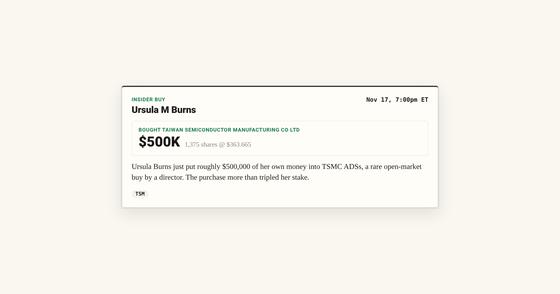 INSIDER BUY
Nov 17, 7:00pm ET
Ursula M Burns
BOUGHT TAIWAN SEMICONDUCTOR MANUFACTURING CO LTD
$500K 1,375 shares @ $363.665
Ursula Burns just put roughly $500,000 of her own money into TSMC ADSs, a rare open-market
buy by a director. The purchase more than tripled her stake.
TSM